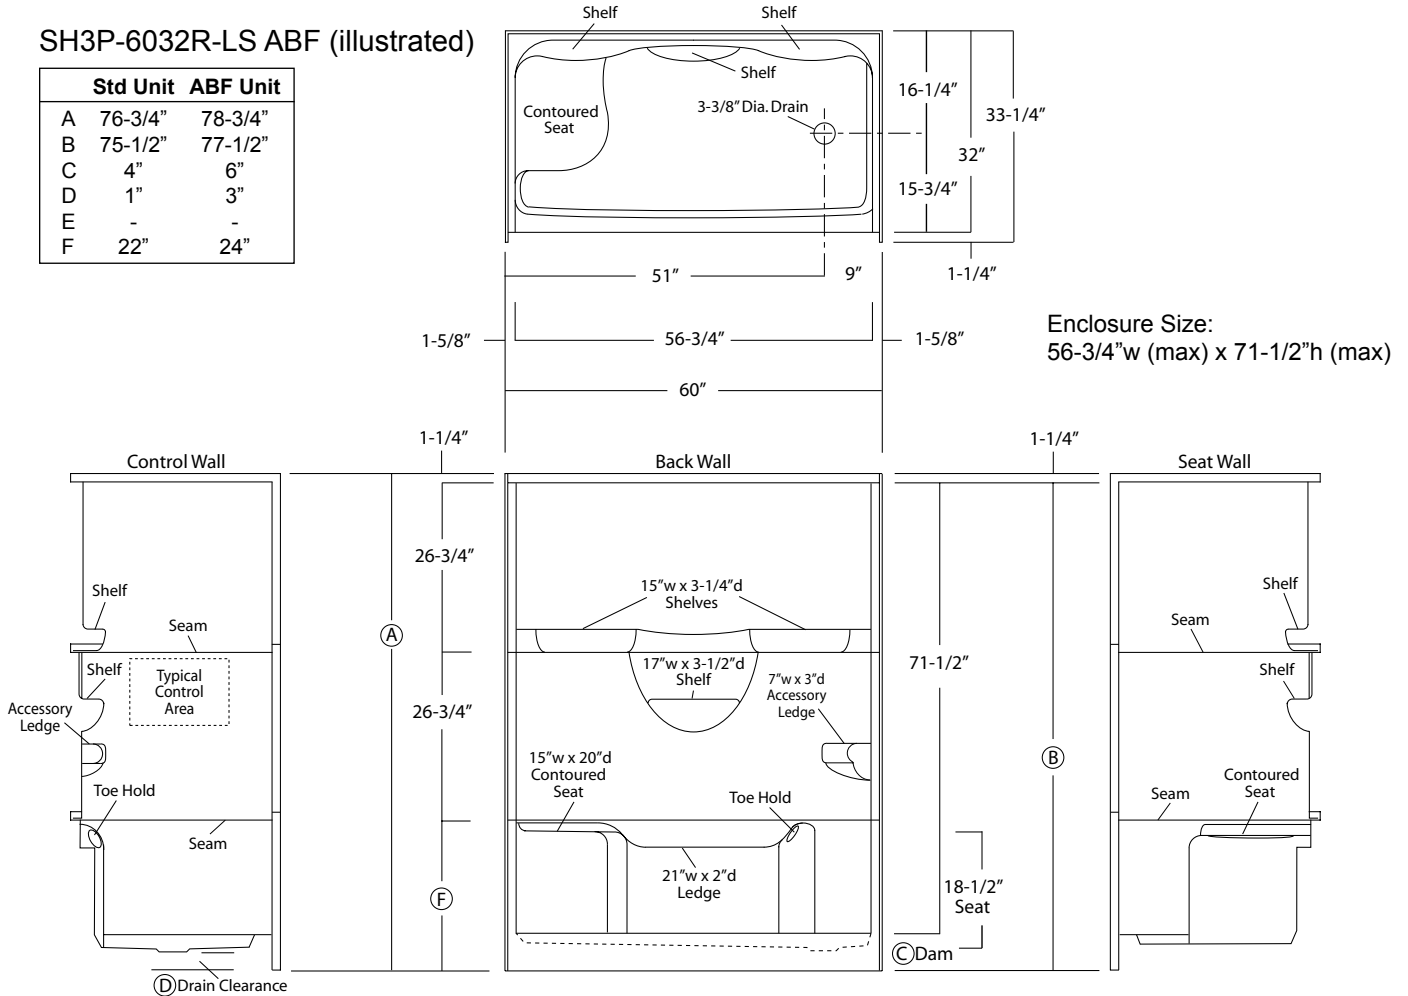 SH3P-6032R-LS ABF (illustrated)
Std Unit ABF Unit
A 76-3/4” 78-3/4”
B 75-1/2” 77-1/2”
C 4” 6”
D 1” 3”
E - -
F 22” 24”
Shelf
Shelf
Shelf
Contoured
Seat
3-3/8” Dia. Drain
16-1/4”
33-1/4”
32”
15-3/4”
51”
9”
1-1/4”
1-5/8”
56-3/4”
1-5/8”
60”
Enclosure Size:
56-3/4”w (max) x 71-1/2”h (max)
1-1/4”
1-1/4”
Control Wall
Back Wall
Seat Wall
26-3/4”
Shelf
Seam
A
15”w x 3-1/4”d
Shelves
Shelf
Seam
Shelf
Typical
Control
Area
Accessory
Ledge
26-3/4”
17”w x 3-1/2”d
Shelf
7”w x 3”d
Accessory
Ledge
71-1/2”
Shelf
B
15”w x 20”d
Contoured
Seat
Toe Hold
Toe Hold
Seam
Contoured
Seat
Seam
F
21”w x 2”d
Ledge
18-1/2”
Seat
C Dam
D Drain Clearance